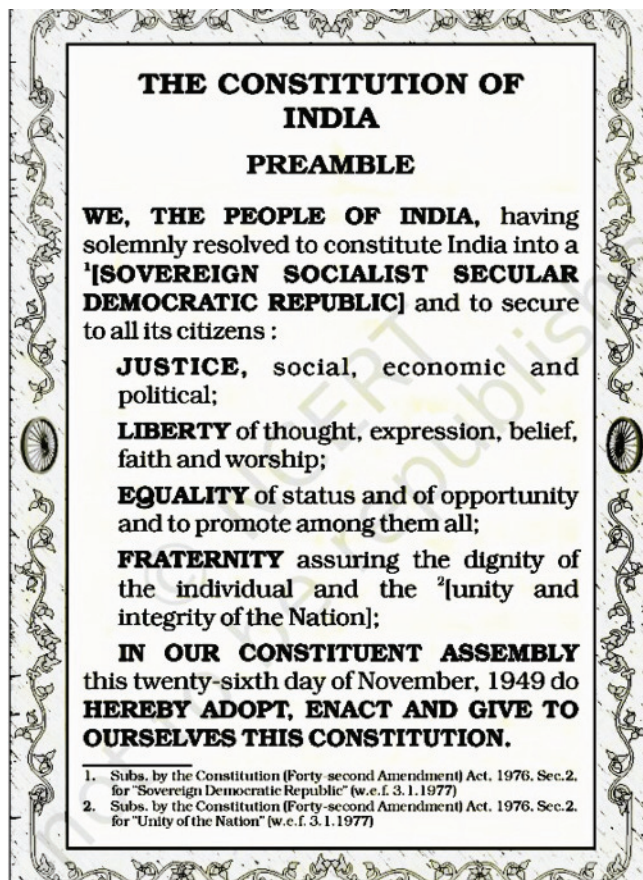 THE CONSTITUTION OF
INDIA
PREAMBLE
WE, THE PEOPLE OF INDIA, having
solemnly resolved to constitute India into a
¹[SOVEREIGN SOCIALIST SECULAR
DEMOCRATIC REPUBLIC] and to secure
to all its citizens :
JUSTICE, social, economic and
political;
LIBERTY of thought, expression, belief,
faith and worship;
EQUALITY of status and of opportunity
and to promote among them all;
FRATERNITY assuring the dignity of
the individual and the ²[unity and
integrity of the Nation];
IN OUR CONSTITUENT ASSEMBLY
this twenty-sixth day of November, 1949 do
HEREBY ADOPT, ENACT AND GIVE TO
OURSELVES THIS CONSTITUTION.
1. Subs. by the Constitution (Forty-second Amendment) Act, 1976, Sec.2,
for "Sovereign Democratic Republic" (w.e.f. 3.1.1977)
2. Subs. by the Constitution (Forty-second Amendment) Act, 1976, Sec.2,
for "Unity of the Nation" (w.e.f. 3.1.1977)
© NCERT
not to be republished